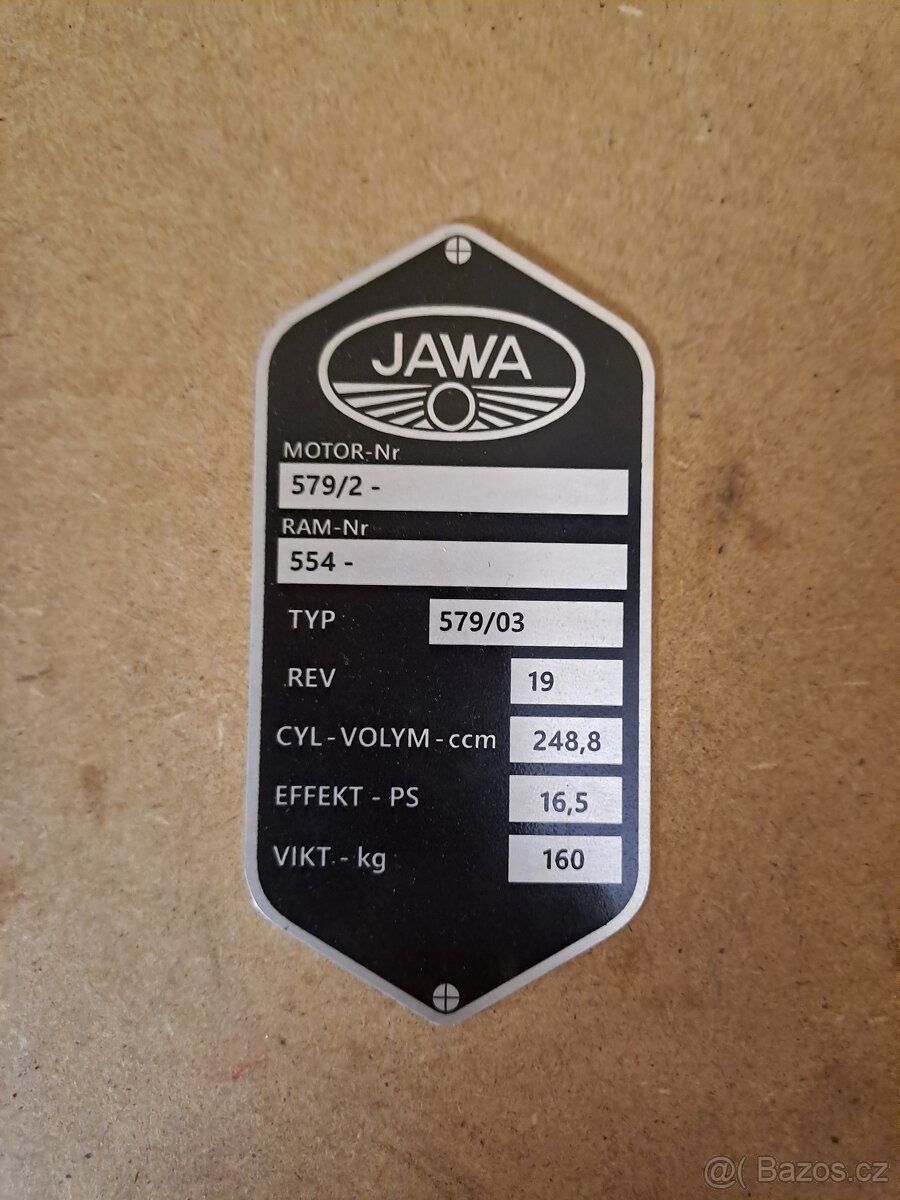 JAWA
MOTOR-Nr
579/2 -
RAM-Nr
554 -
TYP 579/03
REV 19
CYL - VOLYM - ccm 248,8
EFFEKT - PS 16,5
VIKT - kg 160
@( Bazos.cz